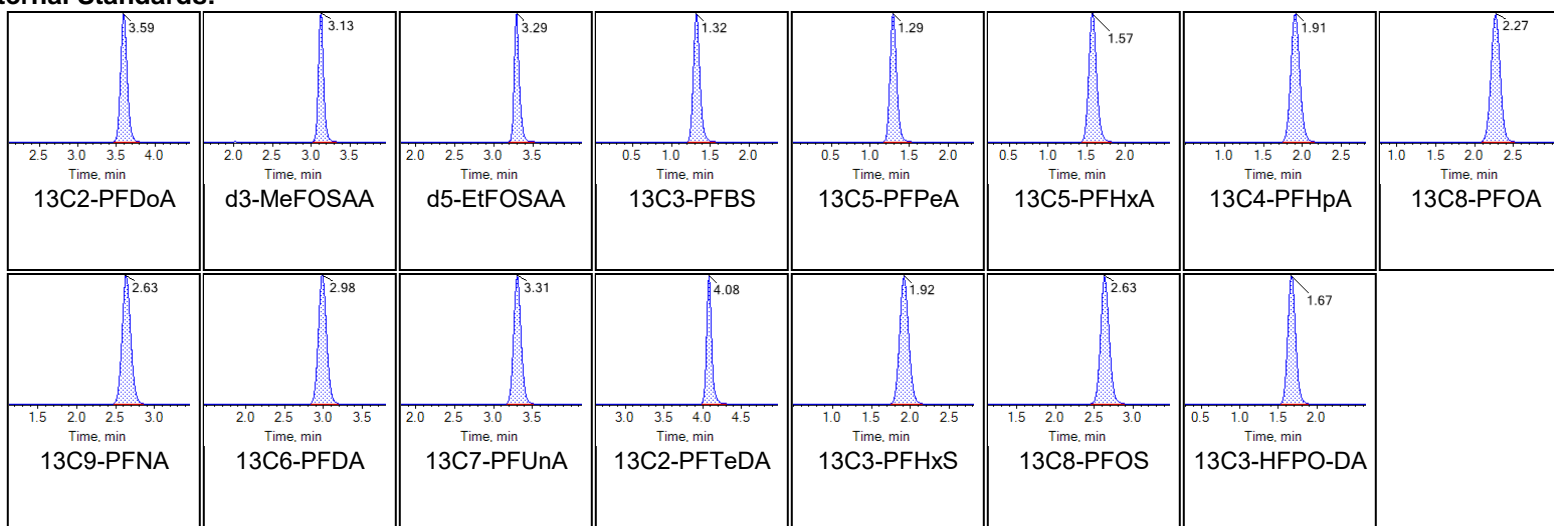 ternal Standards:
3.59 3.13 3.29 1.32 1.29 1.57 1.91 2.27
2.5 3.0 3.5 4.0 2.0 2.5 3.0 3.5 2.0 2.5 3.0 3.5 0.5 1.0 1.5 2.0 0.5 1.0 1.5 2.0 0.5 1.0 1.5 2.0 1.0 1.5 2.0 2.5 1.0 1.5 2.0 2.5
Time, min Time, min Time, min Time, min Time, min Time, min Time, min Time, min
13C2-PFDoA d3-MeFOSAA d5-EtFOSAA 13C3-PFBS 13C5-PFPeA 13C5-PFHxA 13C4-PFHpA 13C8-PFOA
2.63 2.98 3.31 4.08 1.92 2.63 1.67
1.5 2.0 2.5 3.0 2.0 2.5 3.0 3.5 2.0 2.5 3.0 3.5 3.0 3.5 4.0 4.5 1.0 1.5 2.0 2.5 1.5 2.0 2.5 3.0 0.5 1.0 1.5 2.0
Time, min Time, min Time, min Time, min Time, min Time, min Time, min
13C9-PFNA 13C6-PFDA 13C7-PFUnA 13C2-PFTeDA 13C3-PFHxS 13C8-PFOS 13C3-HFPO-DA